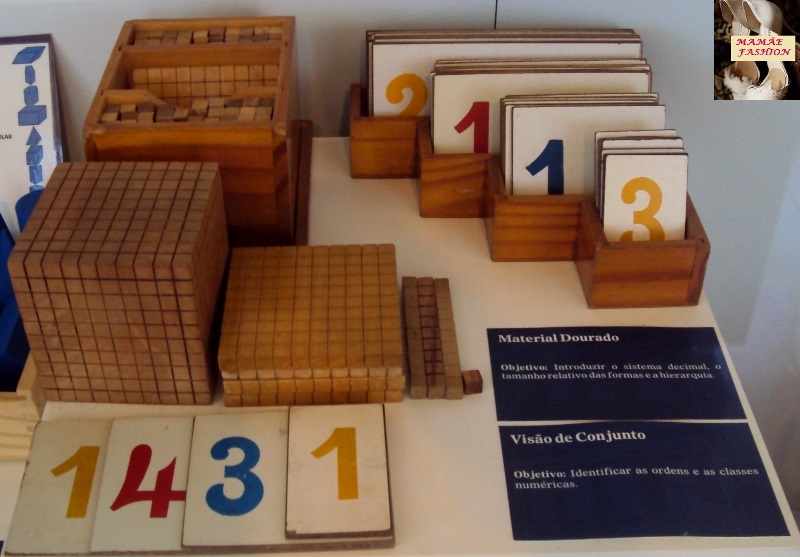 MAMÃE
FASHION
2
1
1
3
LAR
Material Dourado
Objetivo: Introduzir o sistema decimal, o
tamanho relativo das formas e a hierarquia.
Visão de Conjunto
Objetivo: Identificar as ordens e as classes
numéricas.
1 4 3 1